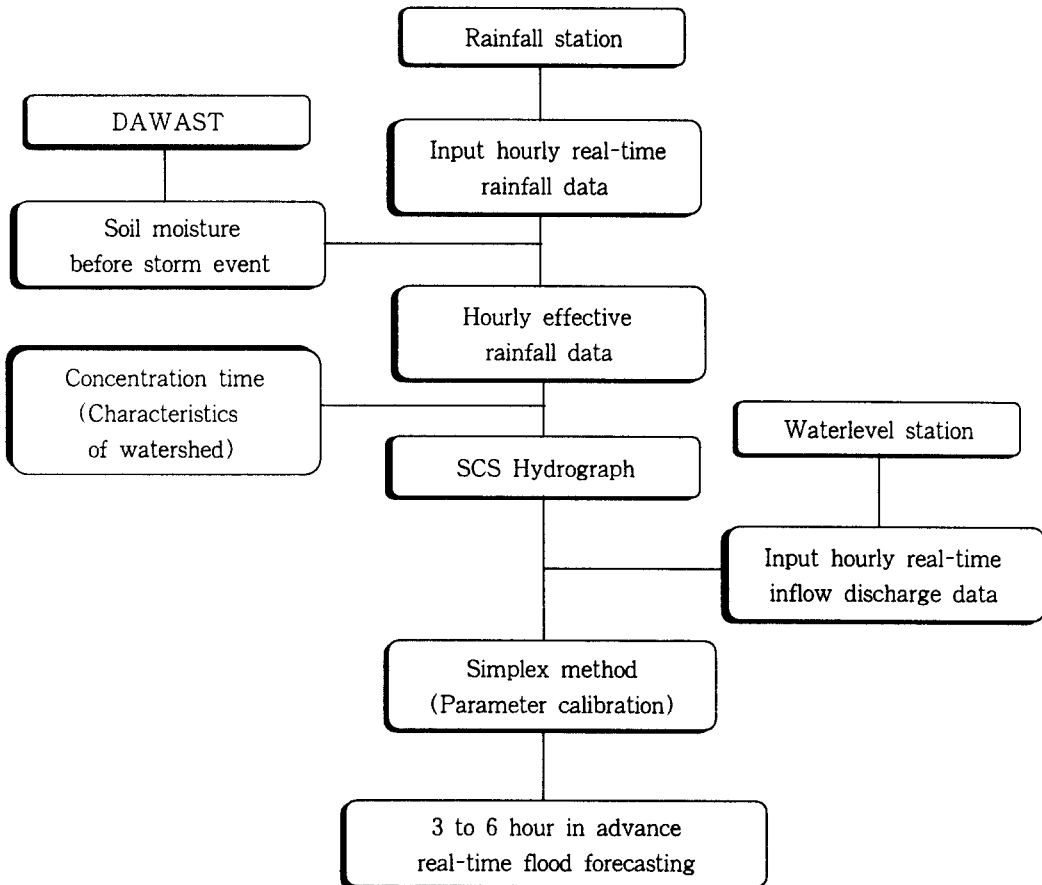 Rainfall station
DAWAST
Input hourly real-time
rainfall data
Soil moisture
before storm event
Hourly effective
rainfall data
Concentration time
(Characteristics
of watershed)
Waterlevel station
SCS Hydrograph
Input hourly real-time
inflow discharge data
Simplex method
(Parameter calibration)
3 to 6 hour in advance
real-time flood forecasting